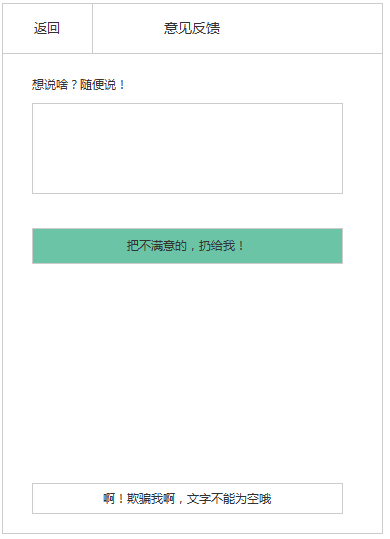 返回
意见反馈
想说啥？随便说！
把不满意的，扔给我！
啊！欺骗我啊，文字不能为空哦